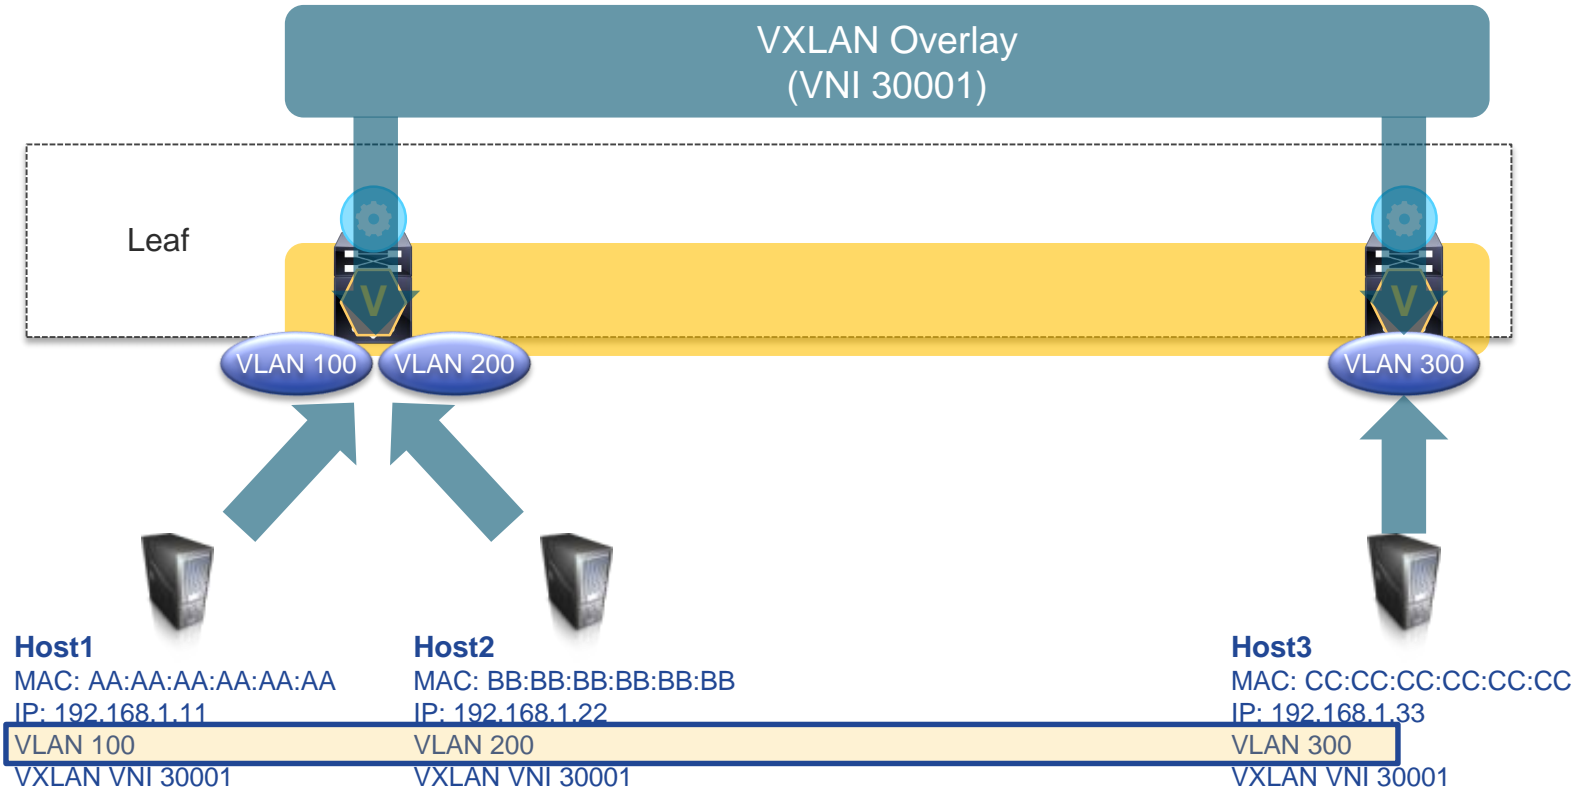 VXLAN Overlay
(VNI 30001)
Leaf
V
V
VLAN 100
VLAN 200
VLAN 300
Host1
MAC: AA:AA:AA:AA:AA:AA
IP: 192.168.1.11
VLAN 100
VXLAN VNI 30001
Host2
MAC: BB:BB:BB:BB:BB:BB
IP: 192.168.1.22
VLAN 200
VXLAN VNI 30001
Host3
MAC: CC:CC:CC:CC:CC:CC
IP: 192.168.1.33
VLAN 300
VXLAN VNI 30001